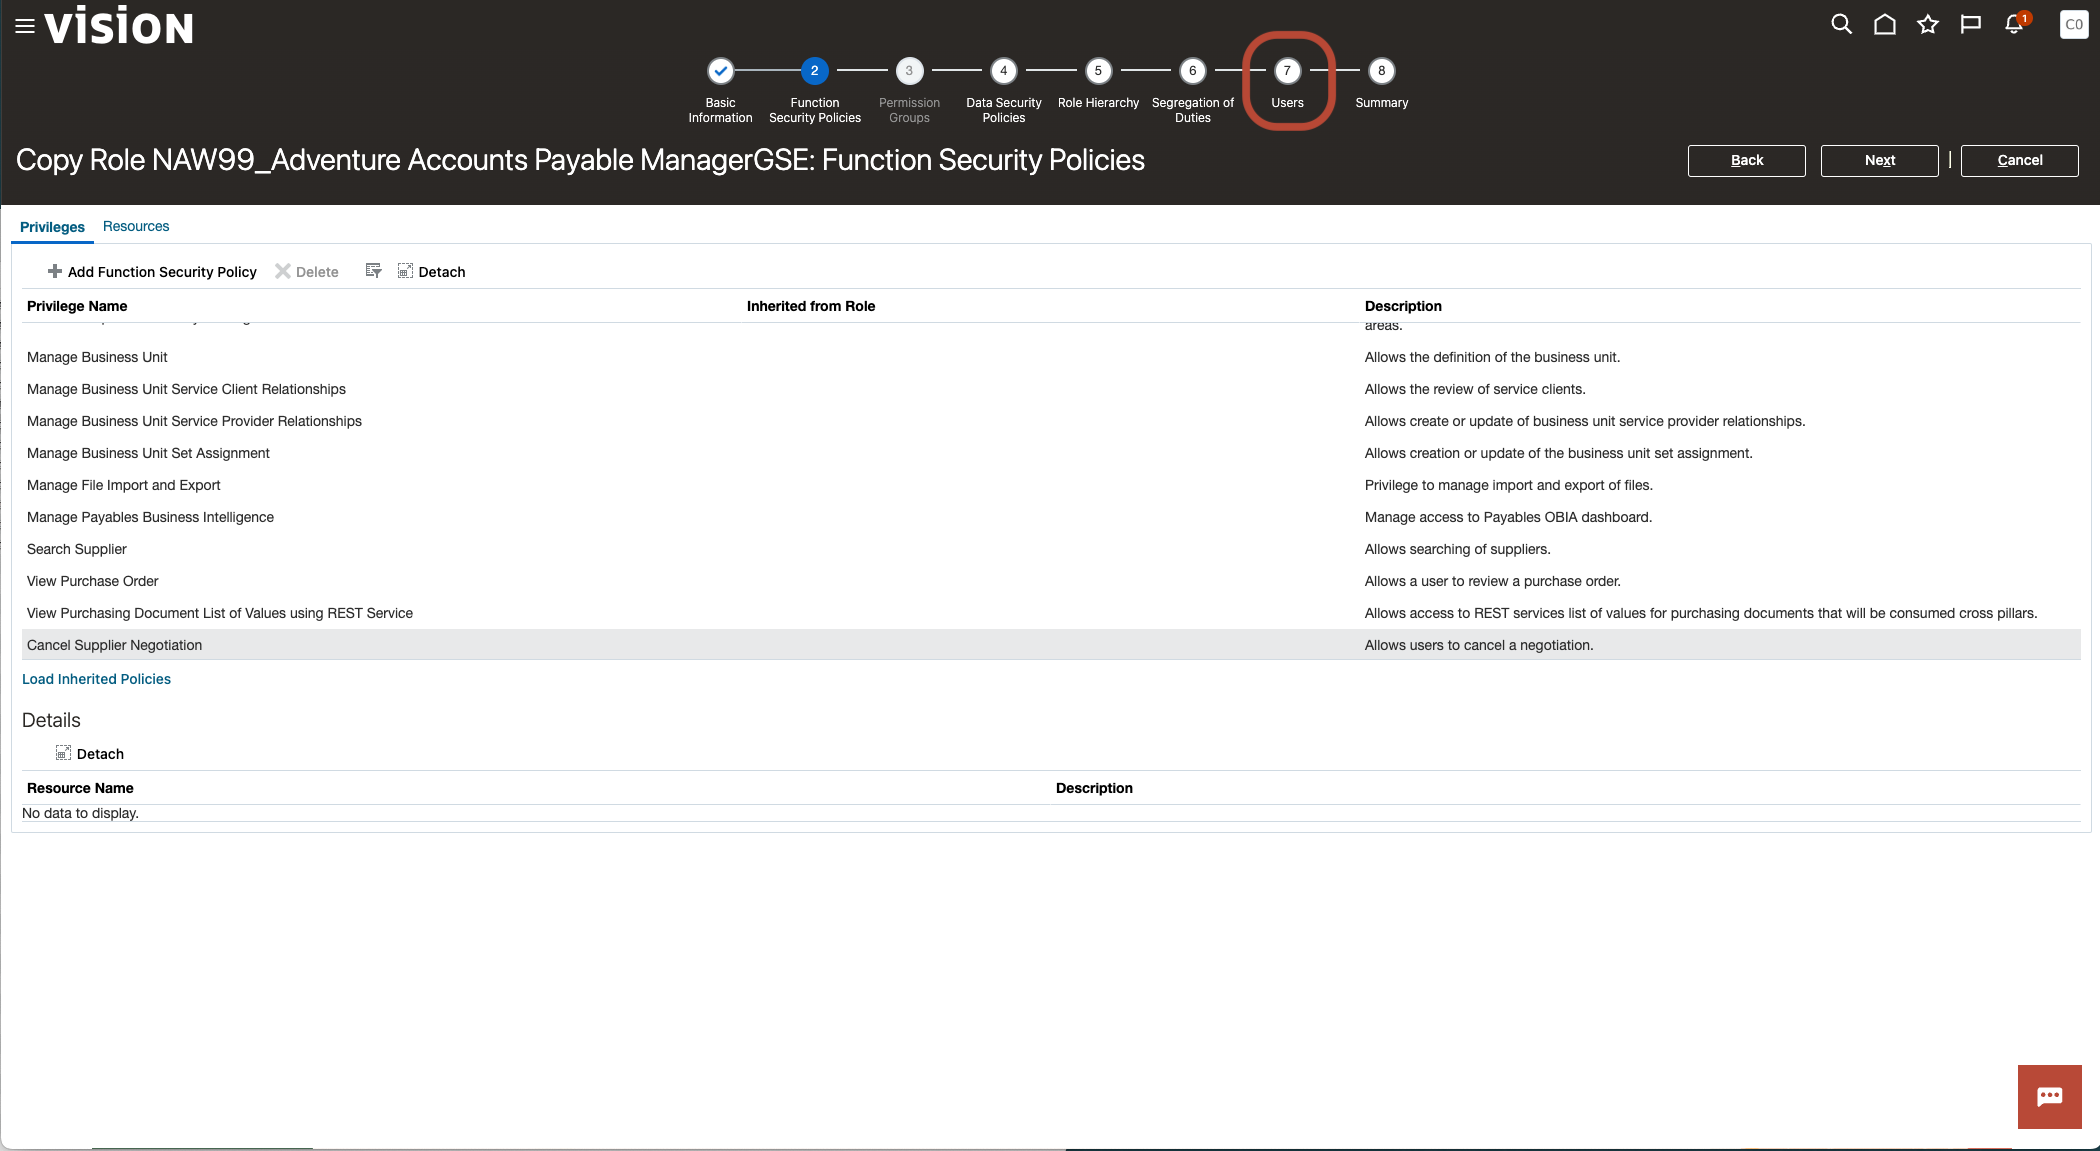 vision
1
C0
2
3
4
5
6
7
8
Basic
Information
Function
Security Policies
Permission
Groups
Data Security
Policies
Role Hierarchy
Segregation of
Duties
Users
Summary
Copy Role NAW99_Adventure Accounts Payable ManagerGSE: Function Security Policies
Back
Next
Cancel
Privileges
Resources
Add Function Security Policy
Delete
Detach
Privilege Name
Inherited from Role
Description
areas.
Manage Business Unit
Allows the definition of the business unit.
Manage Business Unit Service Client Relationships
Allows the review of service clients.
Manage Business Unit Service Provider Relationships
Allows create or update of business unit service provider relationships.
Manage Business Unit Set Assignment
Allows creation or update of the business unit set assignment.
Manage File Import and Export
Privilege to manage import and export of files.
Manage Payables Business Intelligence
Manage access to Payables OBIA dashboard.
Search Supplier
Allows searching of suppliers.
View Purchase Order
Allows a user to review a purchase order.
View Purchasing Document List of Values using REST Service
Allows access to REST services list of values for purchasing documents that will be consumed cross pillars.
Cancel Supplier Negotiation
Allows users to cancel a negotiation.
Load Inherited Policies
Details
Detach
Resource Name
Description
No data to display.